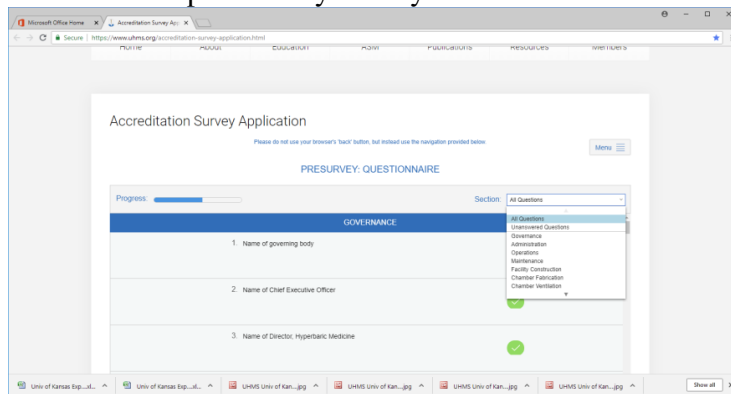 Microsoft Office Home
Accreditation Survey App
Secure | https://www.uhms.org/accreditation-survey-application.html
Home About Education ASM Publications Resources Members
Accreditation Survey Application
Please do not use your browser's 'back' button, but instead use the navigation provided below.
Menu
PRESURVEY: QUESTIONNAIRE
Progress:
Section: All Questions
All Questions
Unanswered Questions
Governance
Administration
Operations
Maintenance
Facility Construction
Chamber Fabrication
Chamber Ventilation
GOVERNANCE
1. Name of governing body
2. Name of Chief Executive Officer
3. Name of Director, Hyperbaric Medicine
Univ of Kansas Exp....xl... Univ of Kansas Exp....xl... UHMS Univ of Kan...jpg UHMS Univ of Kan...jpg UHMS Univ of Kan...jpg UHMS Univ of Kan...jpg Show all